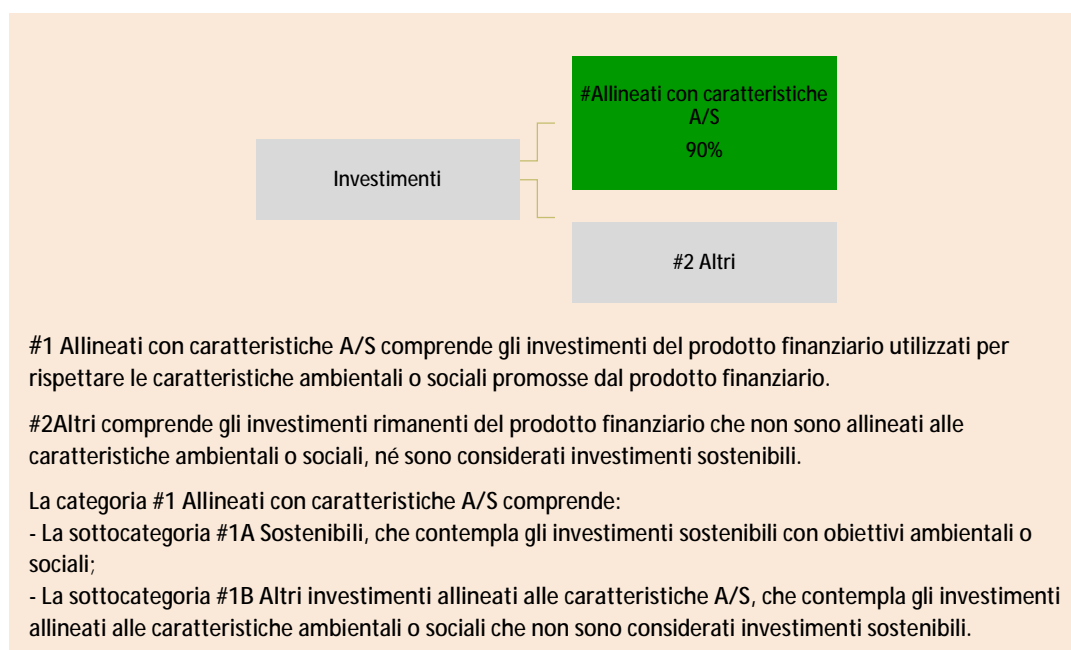 #Allineati con caratteristiche
A/S
90%
Investimenti
#2 Altri
#1 Allineati con caratteristiche A/S comprende gli investimenti del prodotto finanziario utilizzati per
rispettare le caratteristiche ambientali o sociali promosse dal prodotto finanziario.
#2Altri comprende gli investimenti rimanenti del prodotto finanziario che non sono allineati alle
caratteristiche ambientali o sociali, né sono considerati investimenti sostenibili.
La categoria #1 Allineati con caratteristiche A/S comprende:
- La sottocategoria #1A Sostenibili, che contempla gli investimenti sostenibili con obiettivi ambientali o
sociali;
- La sottocategoria #1B Altri investimenti allineati alle caratteristiche A/S, che contempla gli investimenti
allineati alle caratteristiche ambientali o sociali che non sono considerati investimenti sostenibili.